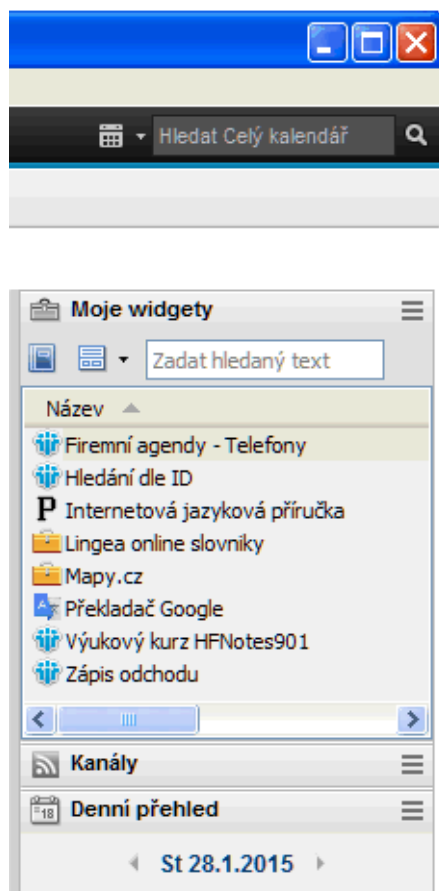 Hledat Celý kalendář
Moje widgety
Zadat hledaný text
Název
Firemní agendy - Telefony
Hledání dle ID
P Internetová jazyková příručka
Lingea online slovniky
Mapy.cz
Překladač Google
Výukový kurz HFNotes901
Zápis odchodu
Kanály
18 Denní přehled
St 28.1.2015